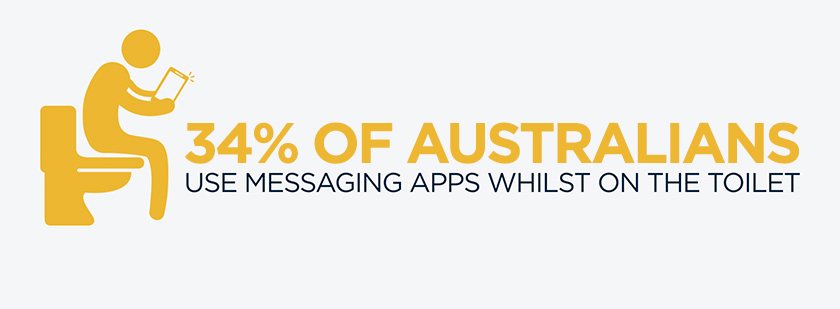 34% OF AUSTRALIANS
USE MESSAGING APPS WHILST ON THE TOILET